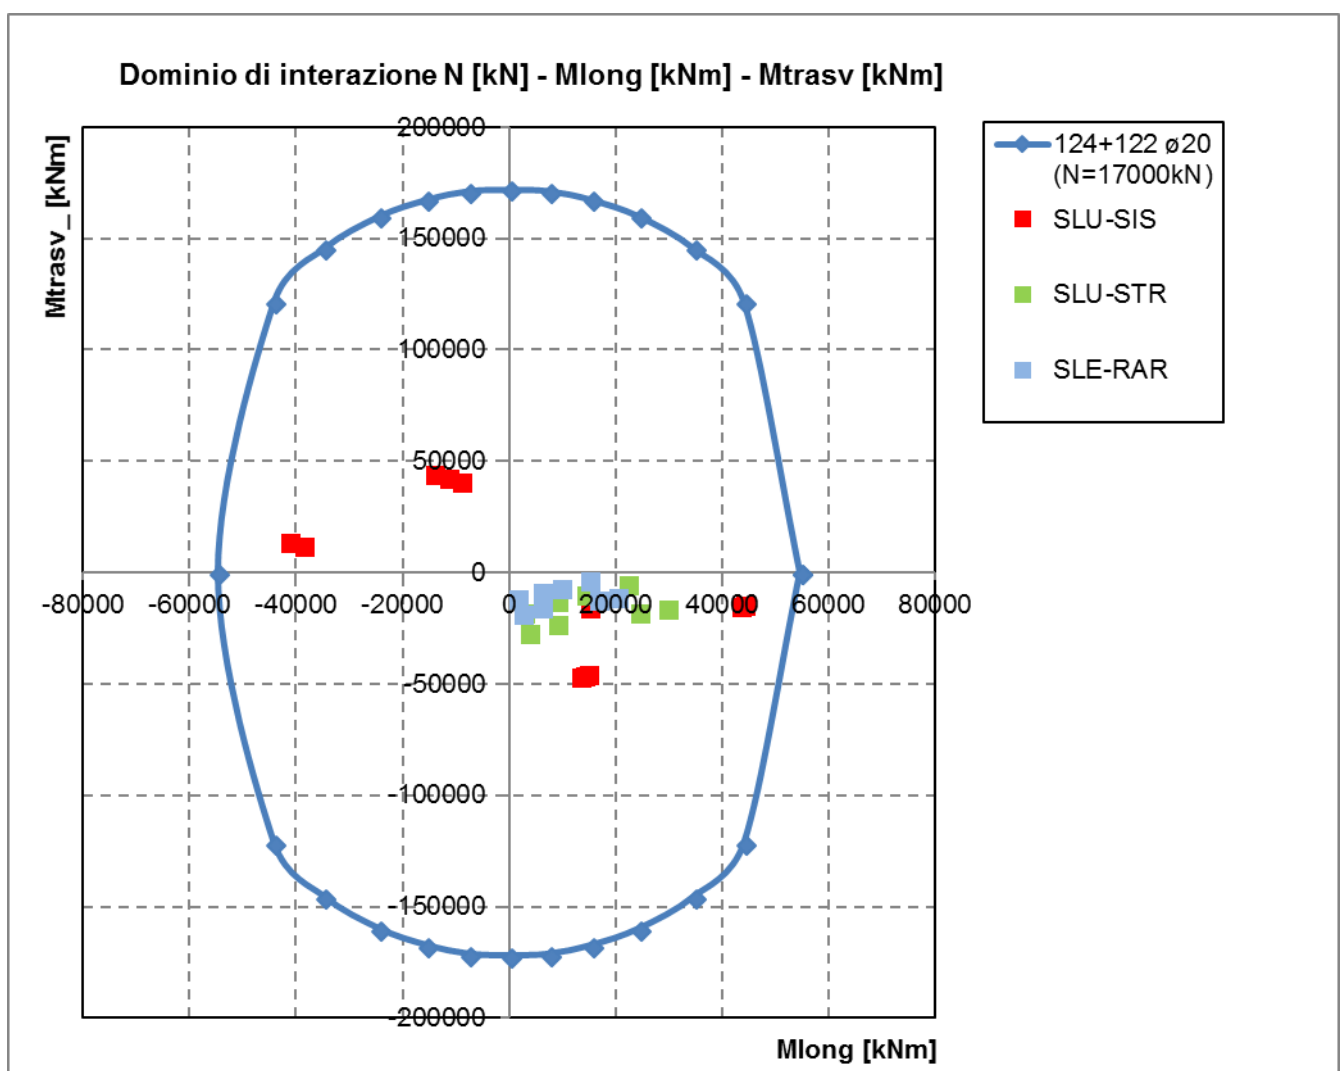 Dominio di interazione N [kN] - Mlong [kNm] - Mtrasv [kNm]
Mtrasv_ [kNm]
200000
150000
100000
50000
0
-50000
-100000
-150000
-200000
-80000 -60000 -40000 -20000 0 20000 40000 60000 80000
Mlong [kNm]
124+122 ø20
(N=17000kN)
SLU-SIS
SLU-STR
SLE-RAR